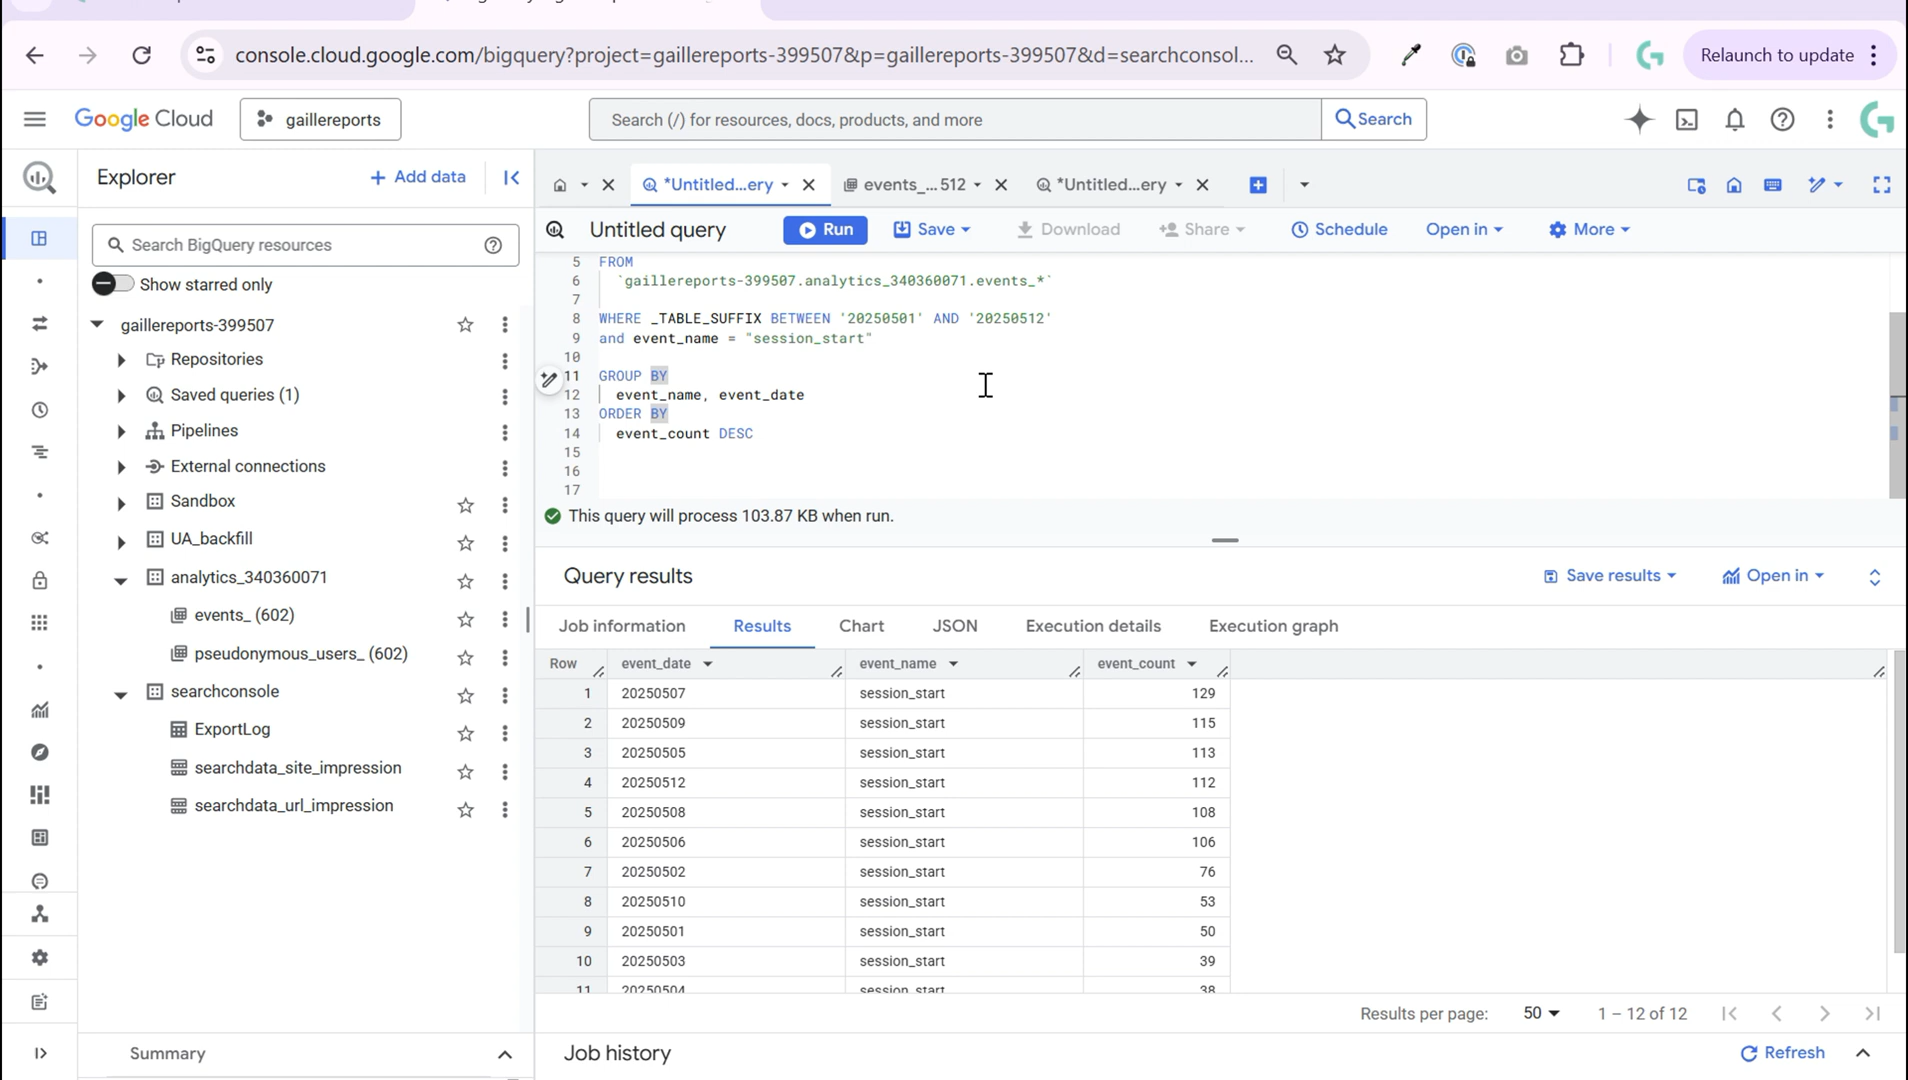 console.cloud.google.com/bigquery?project=gaillereports-399507&p=gaillereports-399507&d=searchconsol...
Relaunch to update
Google Cloud
gaillereports
Search (/) for resources, docs, products, and more
Search
Explorer
+ Add data
*Untitled...ery
events_...512
*Untitled...ery
Untitled query
Run
Save
Download
Share
Schedule
Open in
More
Search BigQuery resources
Show starred only
gaillereports-399507
Repositories
Saved queries (1)
Pipelines
External connections
Sandbox
UA_backfill
analytics_340360071
events_ (602)
pseudonymous_users_ (602)
searchconsole
ExportLog
searchdata_site_impression
searchdata_url_impression
Summary
5 FROM
6 `gaillereports-399507.analytics_340360071.events_*`
7
8 WHERE _TABLE_SUFFIX BETWEEN '20250501' AND '20250512'
9 and event_name = "session_start"
10
11 GROUP BY
12 event_name, event_date
13 ORDER BY
14 event_count DESC
15
16
17
This query will process 103.87 KB when run.
Query results
Save results
Open in
Job information
Results
Chart
JSON
Execution details
Execution graph
Row event_date event_name event_count
1 20250507 session_start 129
2 20250509 session_start 115
3 20250505 session_start 113
4 20250512 session_start 112
5 20250508 session_start 108
6 20250506 session_start 106
7 20250502 session_start 76
8 20250510 session_start 53
9 20250501 session_start 50
10 20250503 session_start 39
11 20250504 session_start 38
Results per page: 50 1 – 12 of 12
Job history
Refresh